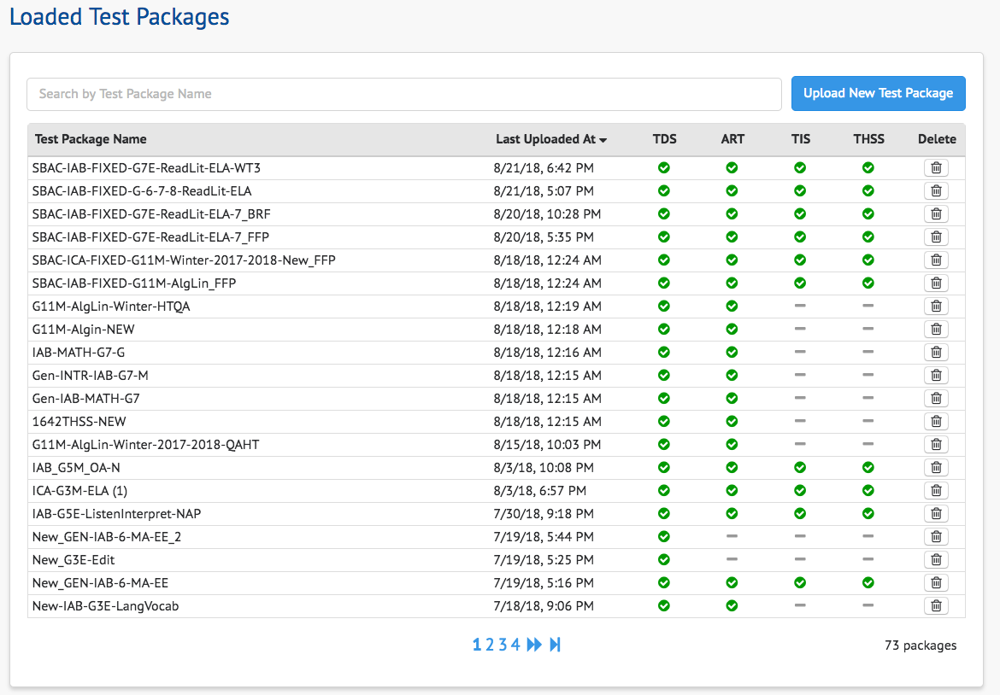 Loaded Test Packages
Search by Test Package Name
Upload New Test Package
Test Package Name Last Uploaded At TDS ART TIS THSS Delete
SBAC-IAB-FIXED-G7E-ReadLit-ELA-WT3 8/21/18, 6:42 PM
SBAC-IAB-FIXED-G-6-7-8-ReadLit-ELA 8/21/18, 5:07 PM
SBAC-IAB-FIXED-G7E-ReadLit-ELA-7_BRF 8/20/18, 10:28 PM
SBAC-IAB-FIXED-G7E-ReadLit-ELA-7_FFP 8/20/18, 5:35 PM
SBAC-ICA-FIXED-G11M-Winter-2017-2018-New_FFP 8/18/18, 12:24 AM
SBAC-IAB-FIXED-G11M-AlgLin_FFP 8/18/18, 12:24 AM
G11M-AlgLin-Winter-HTQA 8/18/18, 12:19 AM
G11M-Algin-NEW 8/18/18, 12:18 AM
IAB-MATH-G7-G 8/18/18, 12:16 AM
Gen-INTR-IAB-G7-M 8/18/18, 12:15 AM
Gen-IAB-MATH-G7 8/18/18, 12:15 AM
1642THSS-NEW 8/18/18, 12:15 AM
G11M-AlgLin-Winter-2017-2018-QAHT 8/15/18, 10:03 PM
IAB_G5M_OA-N 8/3/18, 10:08 PM
ICA-G3M-ELA (1) 8/3/18, 6:57 PM
IAB-G5E-ListenInterpret-NAP 7/30/18, 9:18 PM
New_GEN-IAB-6-MA-EE_2 7/19/18, 5:44 PM
New_G3E-Edit 7/19/18, 5:25 PM
New_GEN-IAB-6-MA-EE 7/19/18, 5:16 PM
New-IAB-G3E-LangVocab 7/18/18, 9:06 PM
1 2 3 4
73 packages